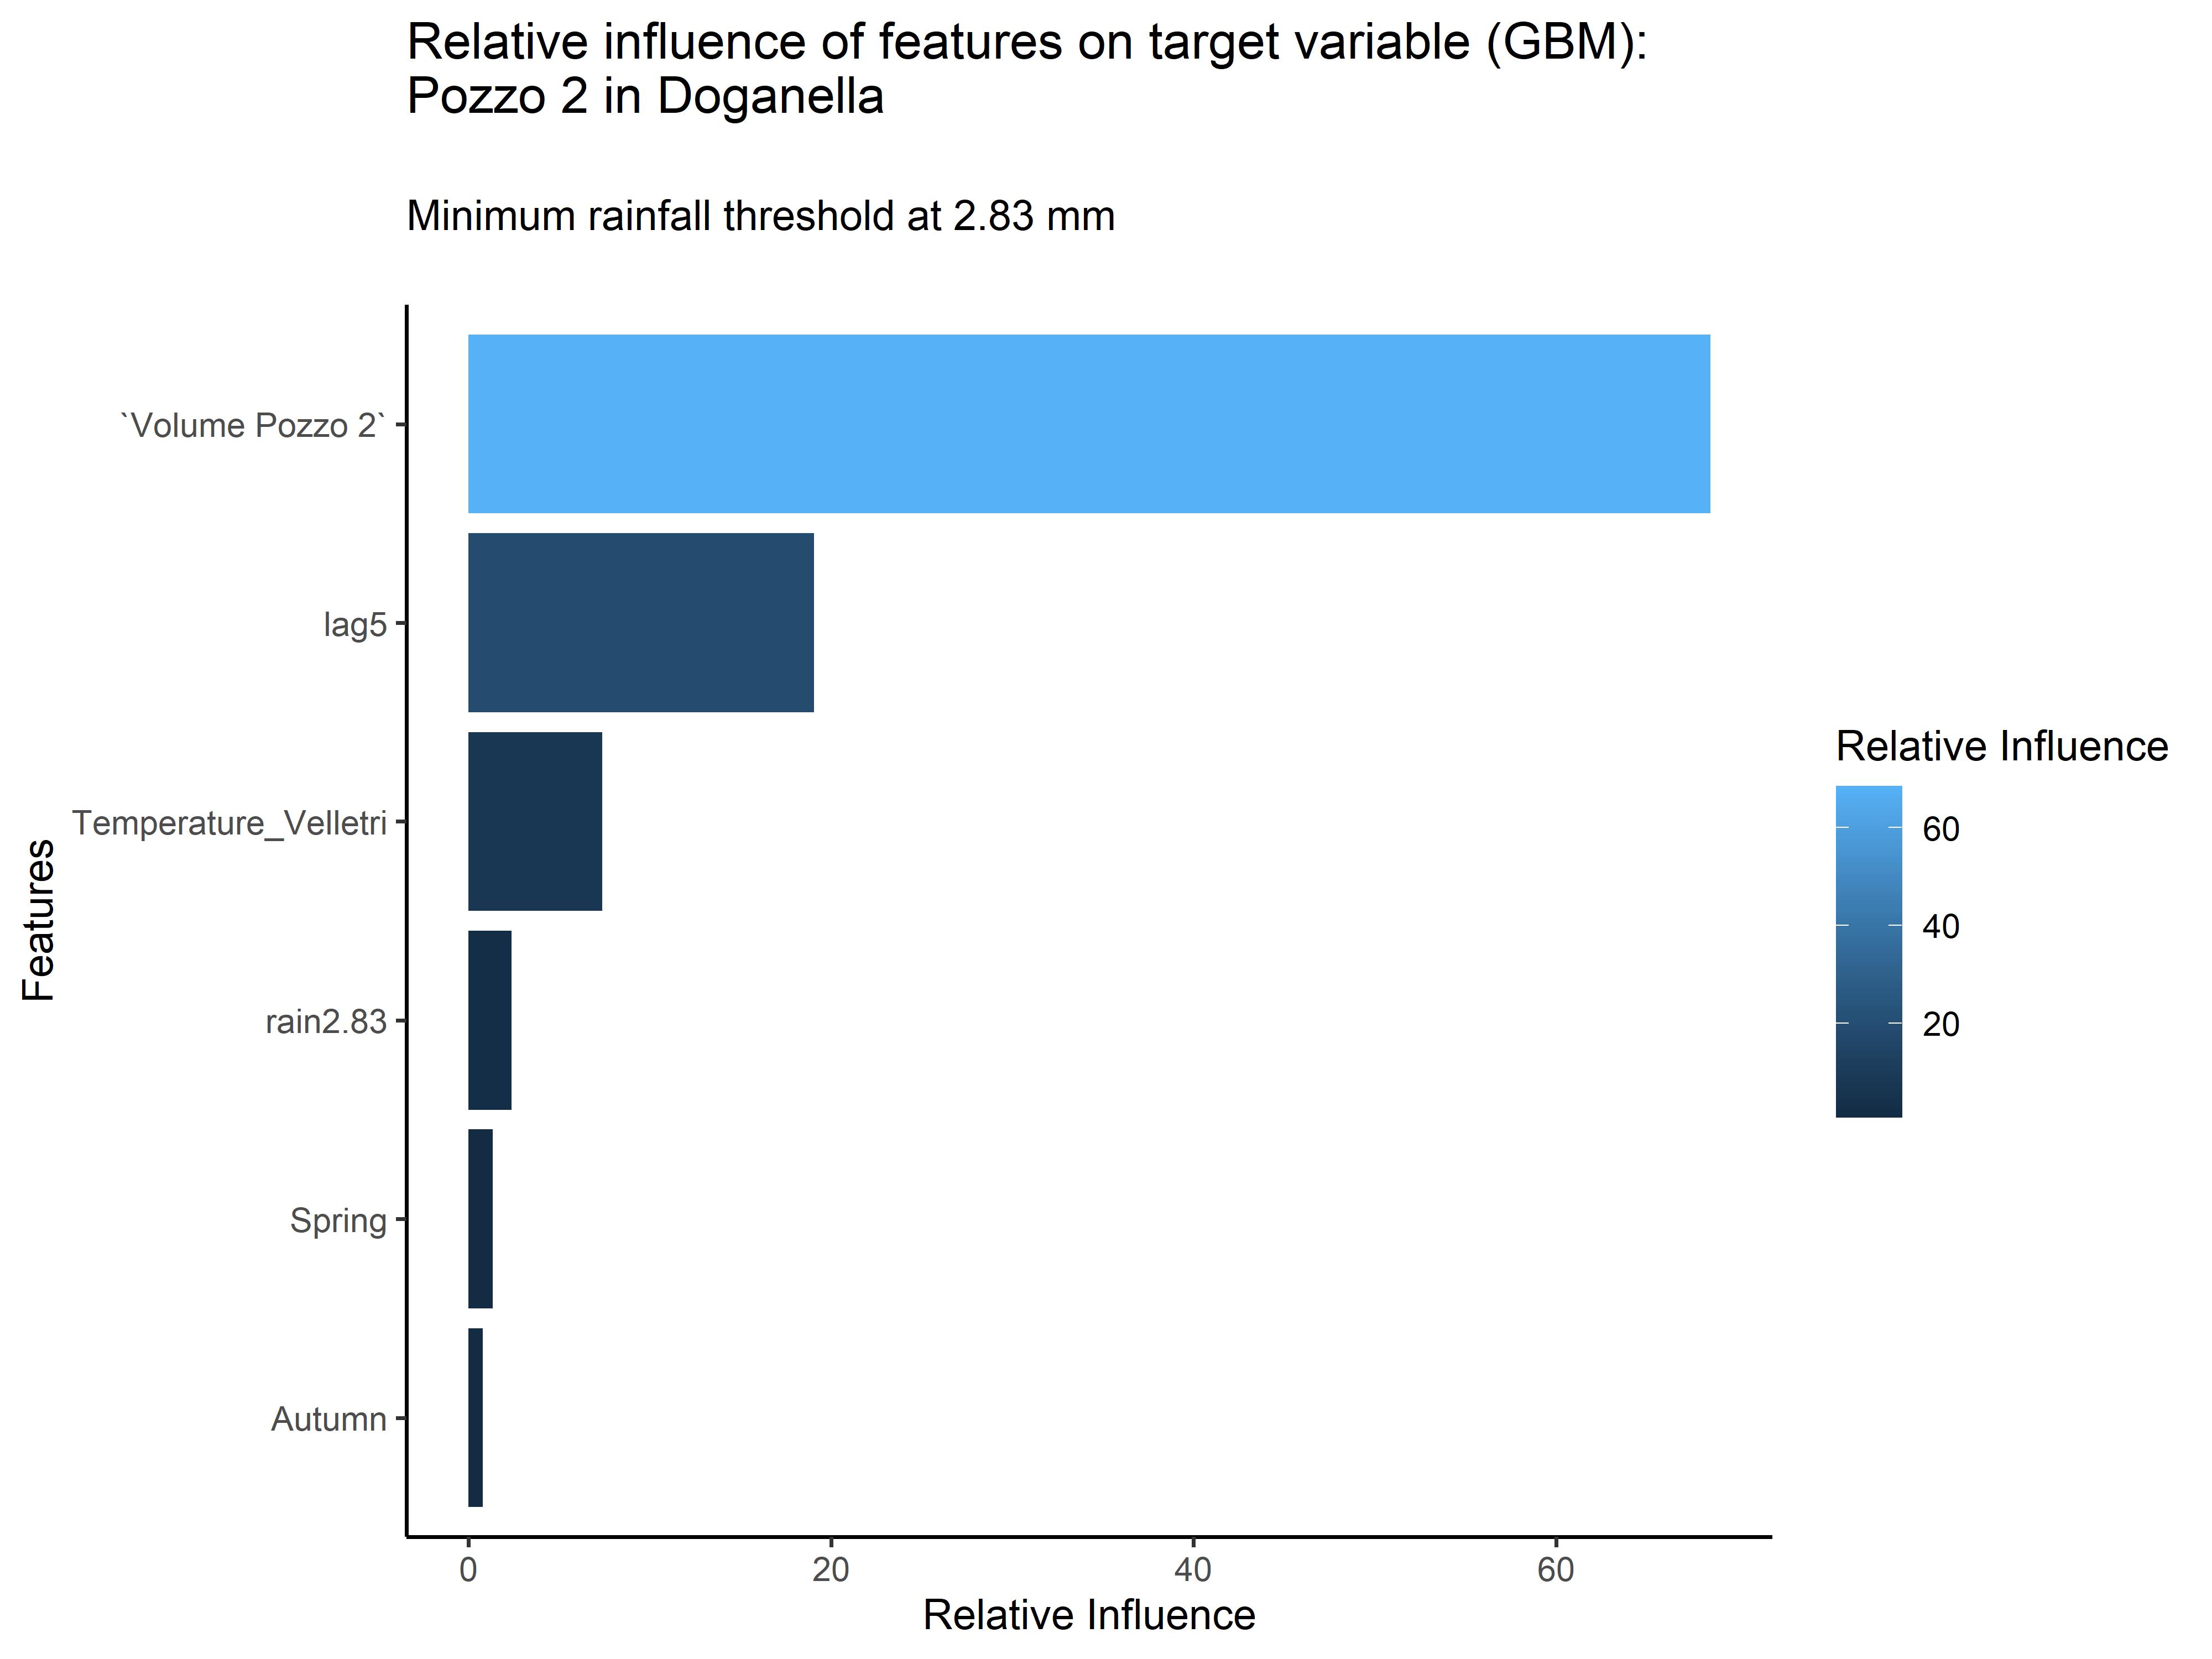 Relative influence of features on target variable (GBM):
Pozzo 2 in Doganella
Minimum rainfall threshold at 2.83 mm
Features
`Volume Pozzo 2`
lag5
Temperature_Velletri
rain2.83
Spring
Autumn
0 20 40 60
Relative Influence
Relative Influence
60
40
20